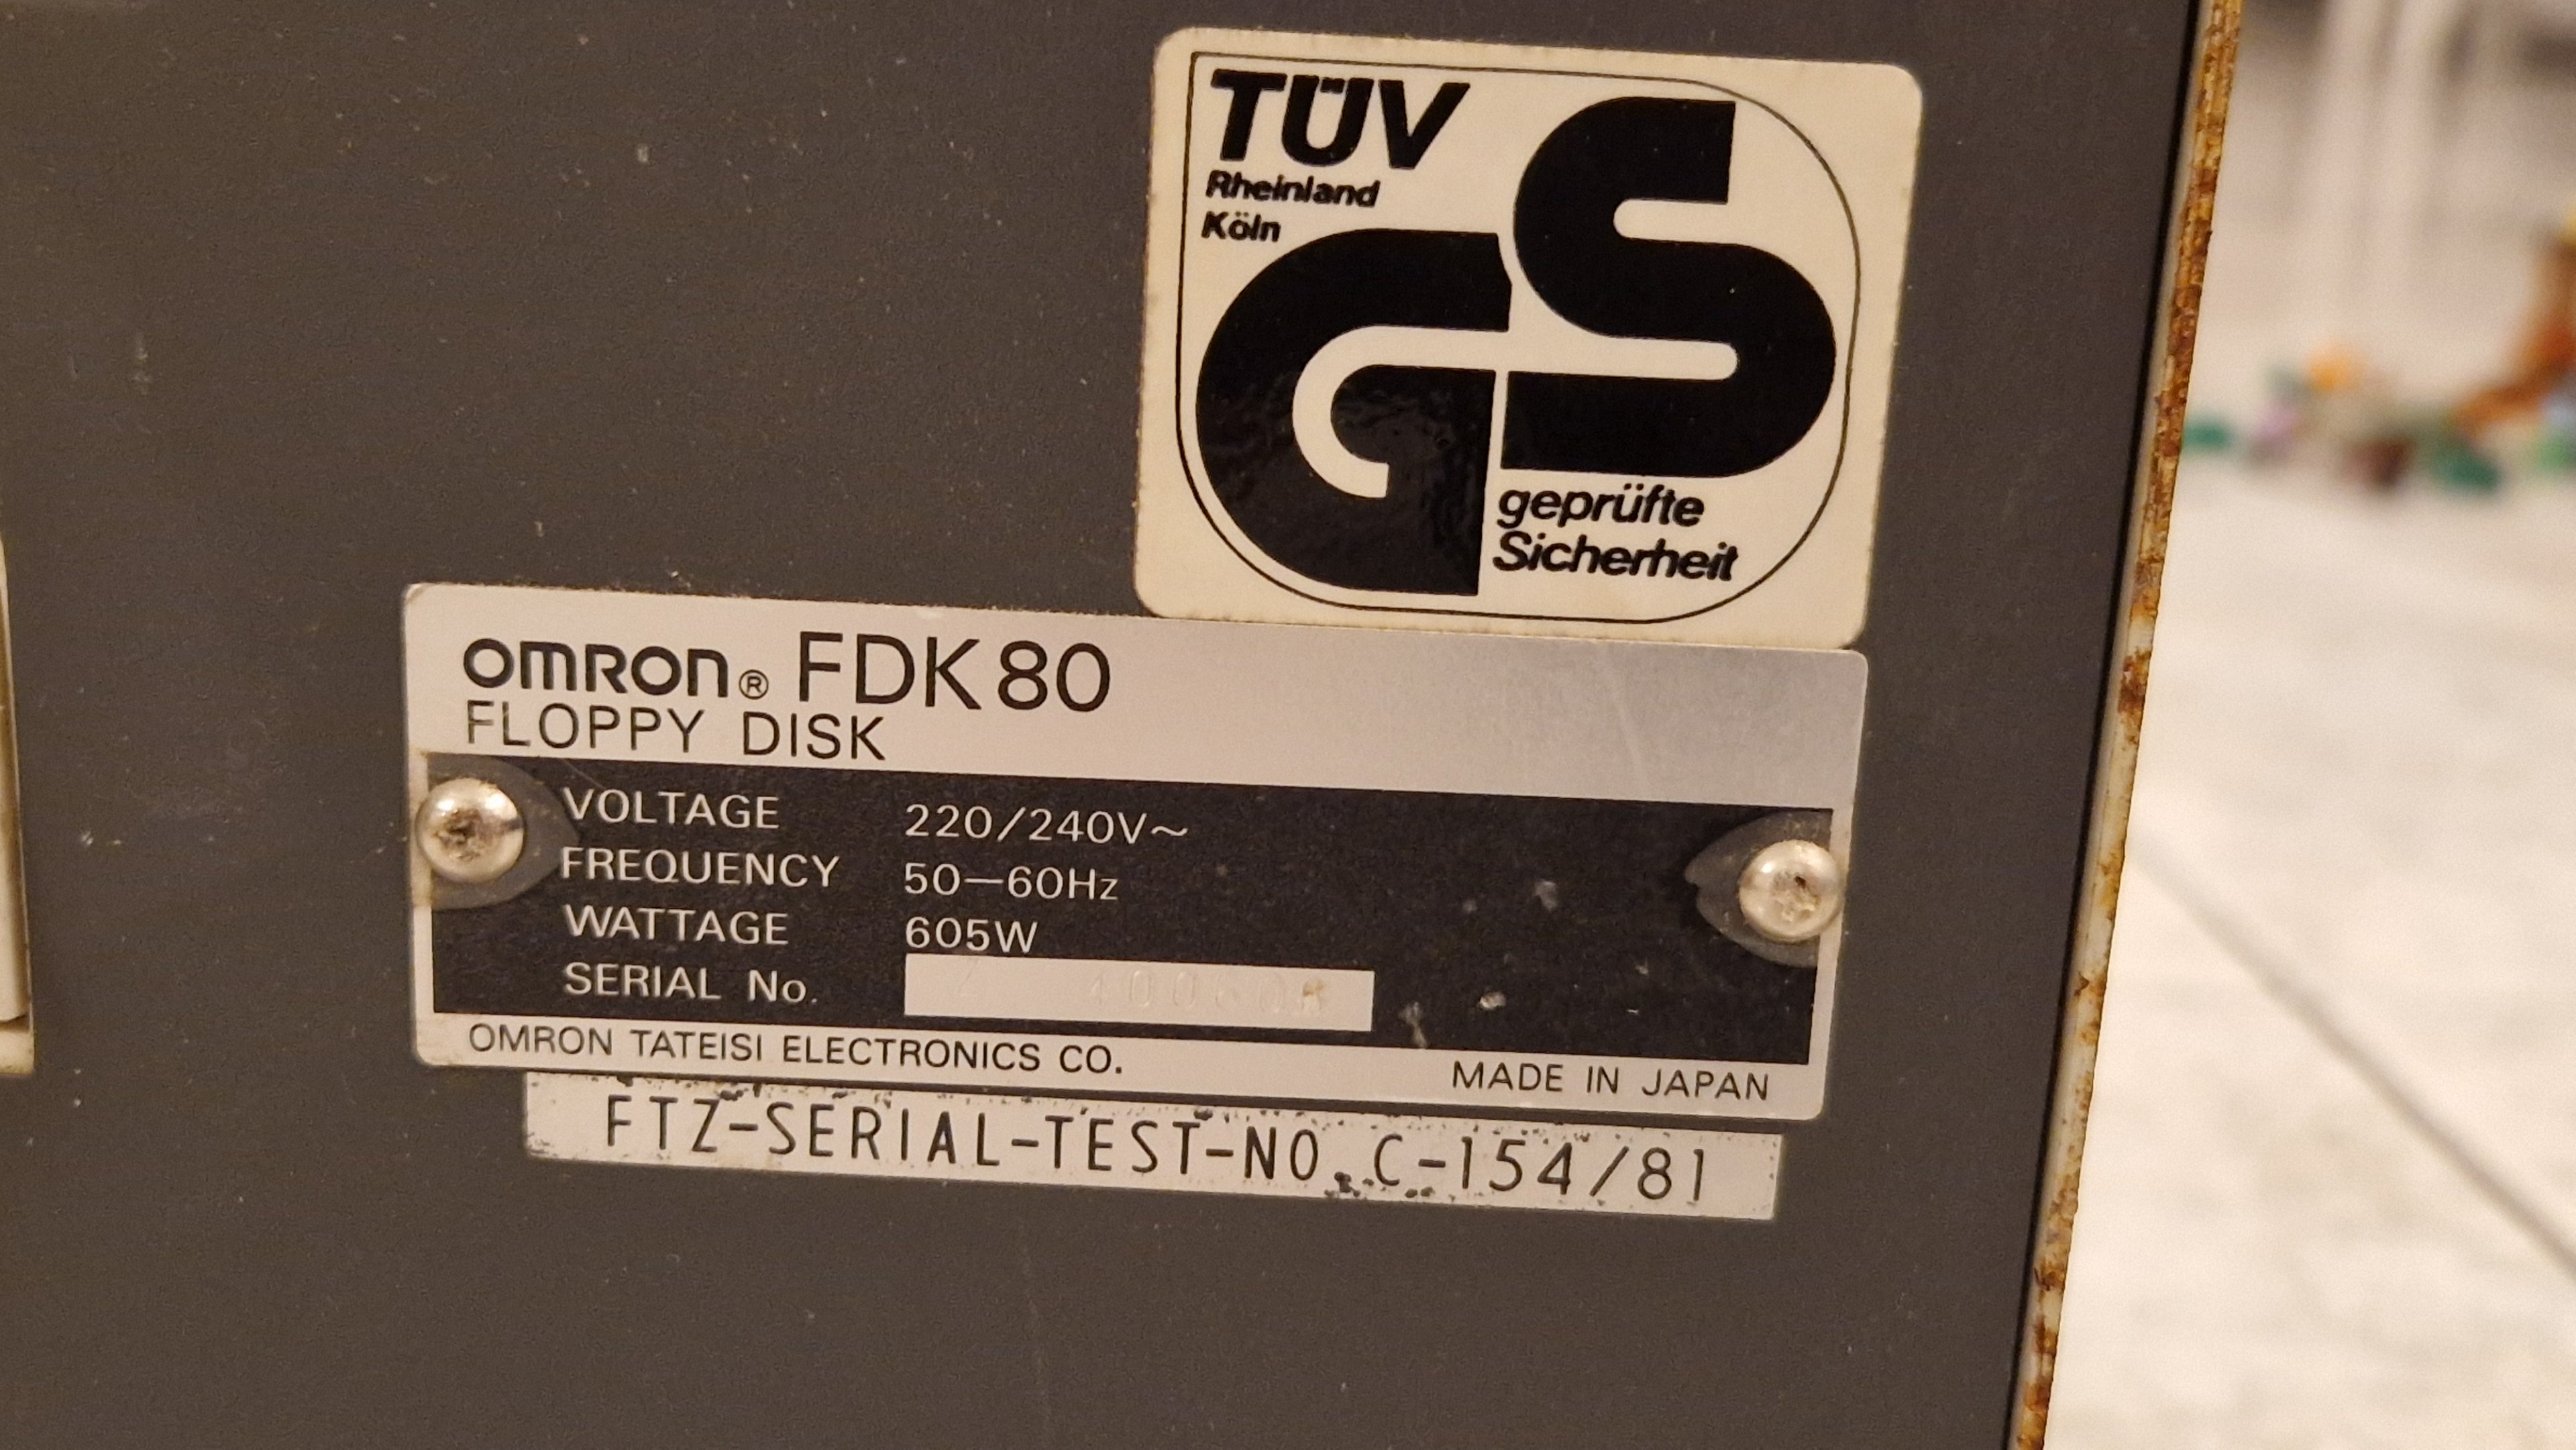 TÜV
Rheinland
Köln
GS
geprüfte
Sicherheit
OMRON® FDK80
FLOPPY DISK
VOLTAGE 220/240V~
FREQUENCY 50—60Hz
WATTAGE 605W
SERIAL No.
OMRON TATEISI ELECTRONICS CO. MADE IN JAPAN
FTZ-SERIAL-TEST-NO.C-154/81